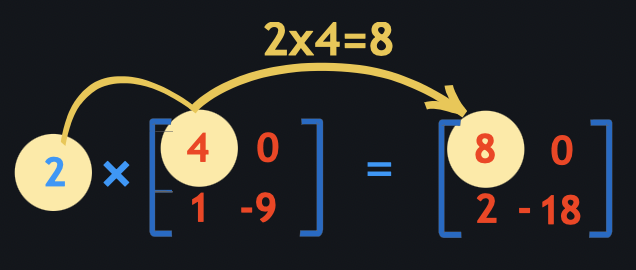 2x4=8
2 × [ 4 0 ] = [ 8 0 ]
1 -9 2 - 18